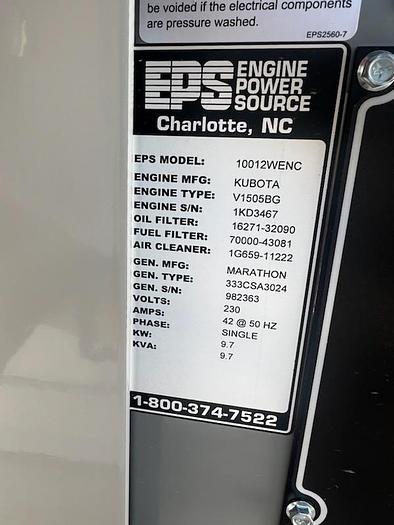 be voided if the electrical components
are pressure washed.
EPS2560-7
EPS ENGINE
POWER
SOURCE
Charlotte, NC
EPS MODEL: 10012WENC
ENGINE MFG: KUBOTA
ENGINE TYPE: V1505BG
ENGINE S/N: 1KD3467
OIL FILTER: 16271-32090
FUEL FILTER: 70000-43081
AIR CLEANER: 1G659-11222
GEN. MFG: MARATHON
GEN. TYPE: 333CSA3024
GEN. S/N: 982363
VOLTS: 230
AMPS: 42 @ 50 HZ
PHASE: SINGLE
KW: 9.7
KVA: 9.7
1-800-374-7522